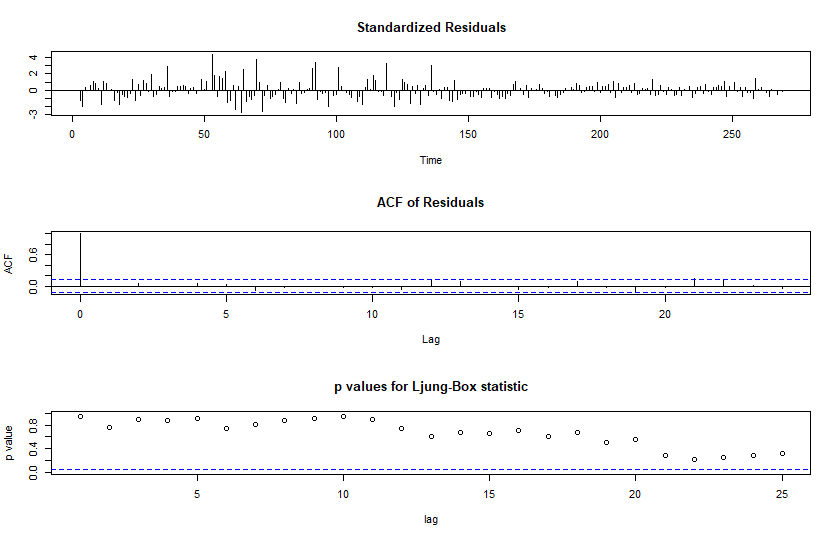 Standardized Residuals
4
2
0
-3
0 50 100 150 200 250
Time
ACF of Residuals
ACF
0.6
0.0
0 5 10 15 20
Lag
p values for Ljung-Box statistic
p value
0.8
0.4
0.0
5 10 15 20 25
lag